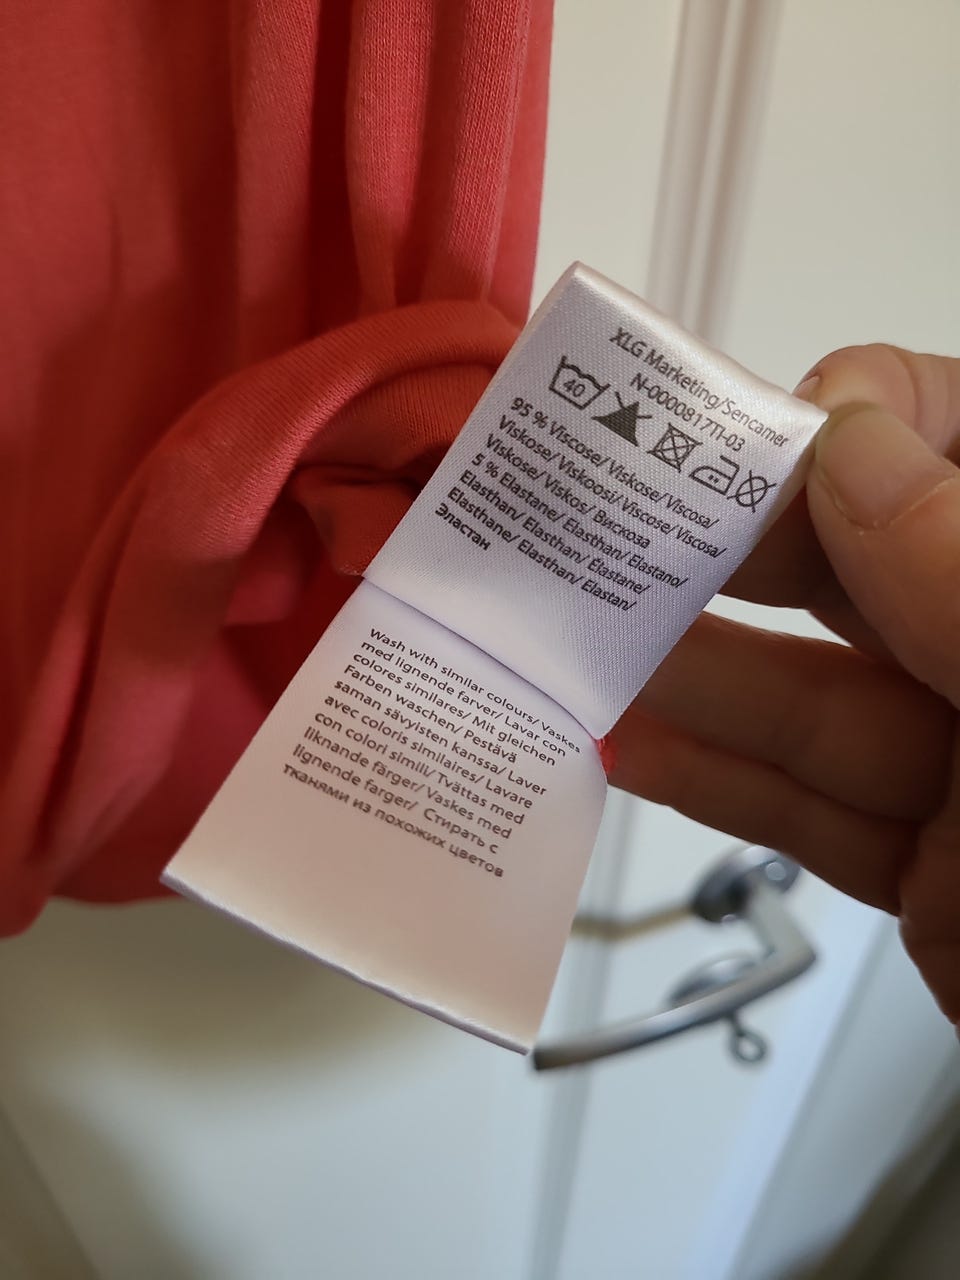 XLG Marketing/Sencamer
N-0000817TI-03
40
95 % Viscose/ Viskose/ Viscosa/
Viskose/ Viskoosi/ Viscose/ Viscosa/
Viskose/ Viskos/ Вискоза
5 % Elastane/ Elasthan/ Elastano/
Elasthan/ Elasthan/ Élastane/
Elasthane/ Elasthan/ Elastan/
Эластан
Wash with similar colours/ Vaskes
med lignende farver/ Lavar con
colores similares/ Mit gleichen
Farben waschen/ Pestävä
saman sävyisten kanssa/ Laver
avec coloris similaires/ Lavare
con colori simili/ Tvättas med
liknande färger/ Vaskes med
lignende farger/ Стирать с
тканями из похожих цветов